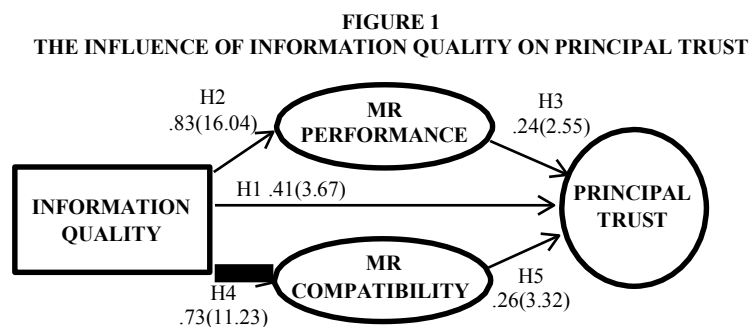 FIGURE 1
THE INFLUENCE OF INFORMATION QUALITY ON PRINCIPAL TRUST
H2
.83(16.04)
MR
PERFORMANCE
H3
.24(2.55)
INFORMATION
QUALITY
H1 .41(3.67)
PRINCIPAL
TRUST
H4
.73(11.23)
MR
COMPATIBILITY
H5
.26(3.32)